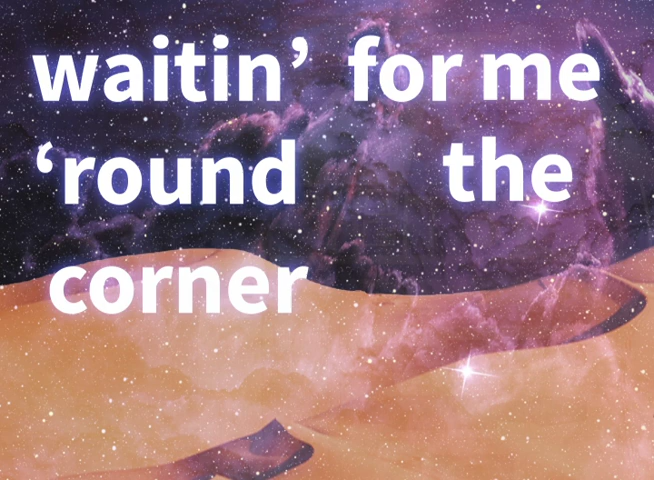 waitin’ for me
‘round the
corner